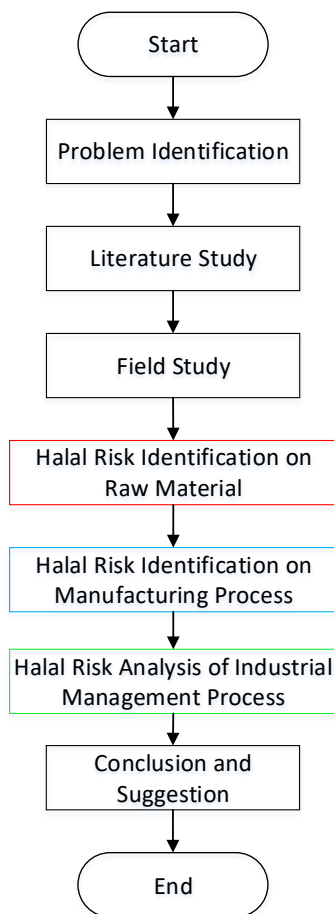 Start
Problem Identification
Literature Study
Field Study
Halal Risk Identification on
Raw Material
Halal Risk Identification on
Manufacturing Process
Halal Risk Analysis of Industrial
Management Process
Conclusion and
Suggestion
End